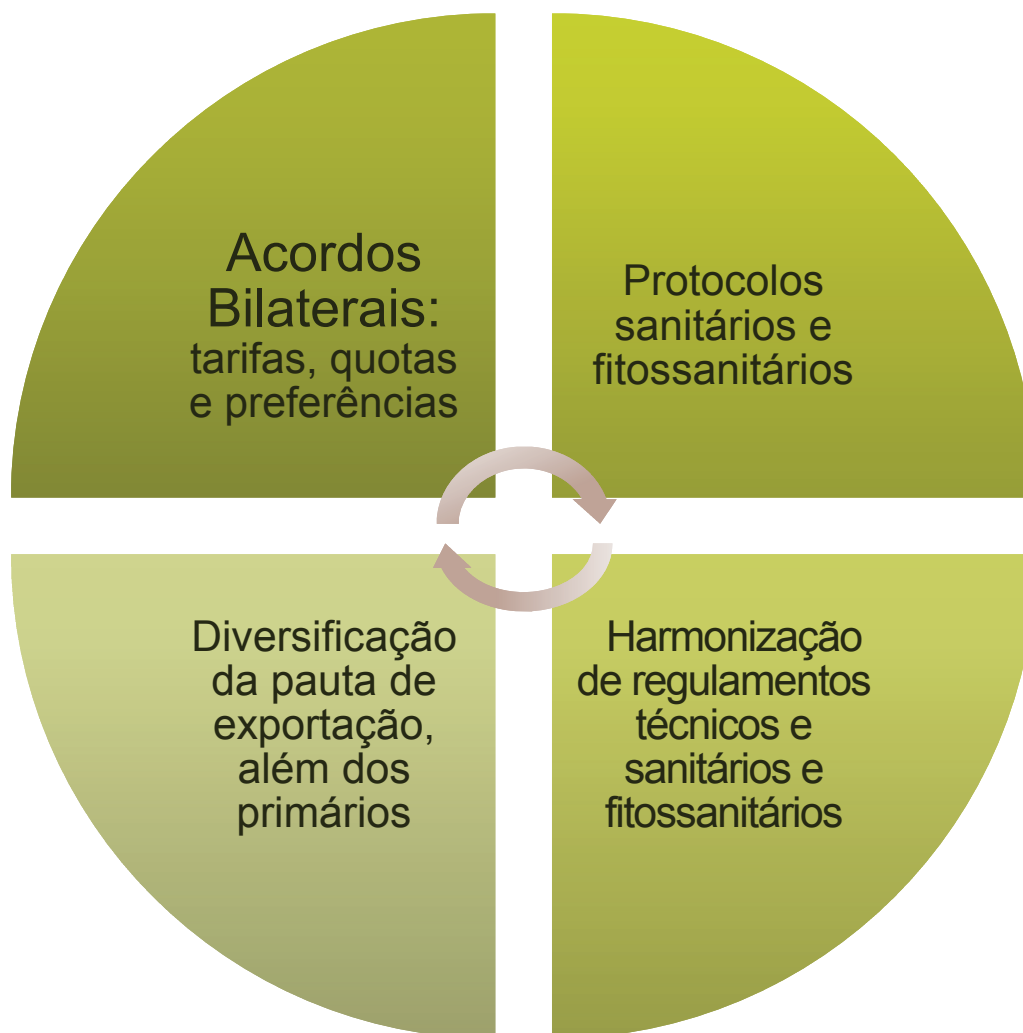 Acordos
Bilaterais:
tarifas, quotas
e preferências
Protocolos
sanitários e
fitossanitários
Diversificação
da pauta de
exportação,
além dos
primários
Harmonização
de regulamentos
técnicos e
sanitários e
fitossanitários